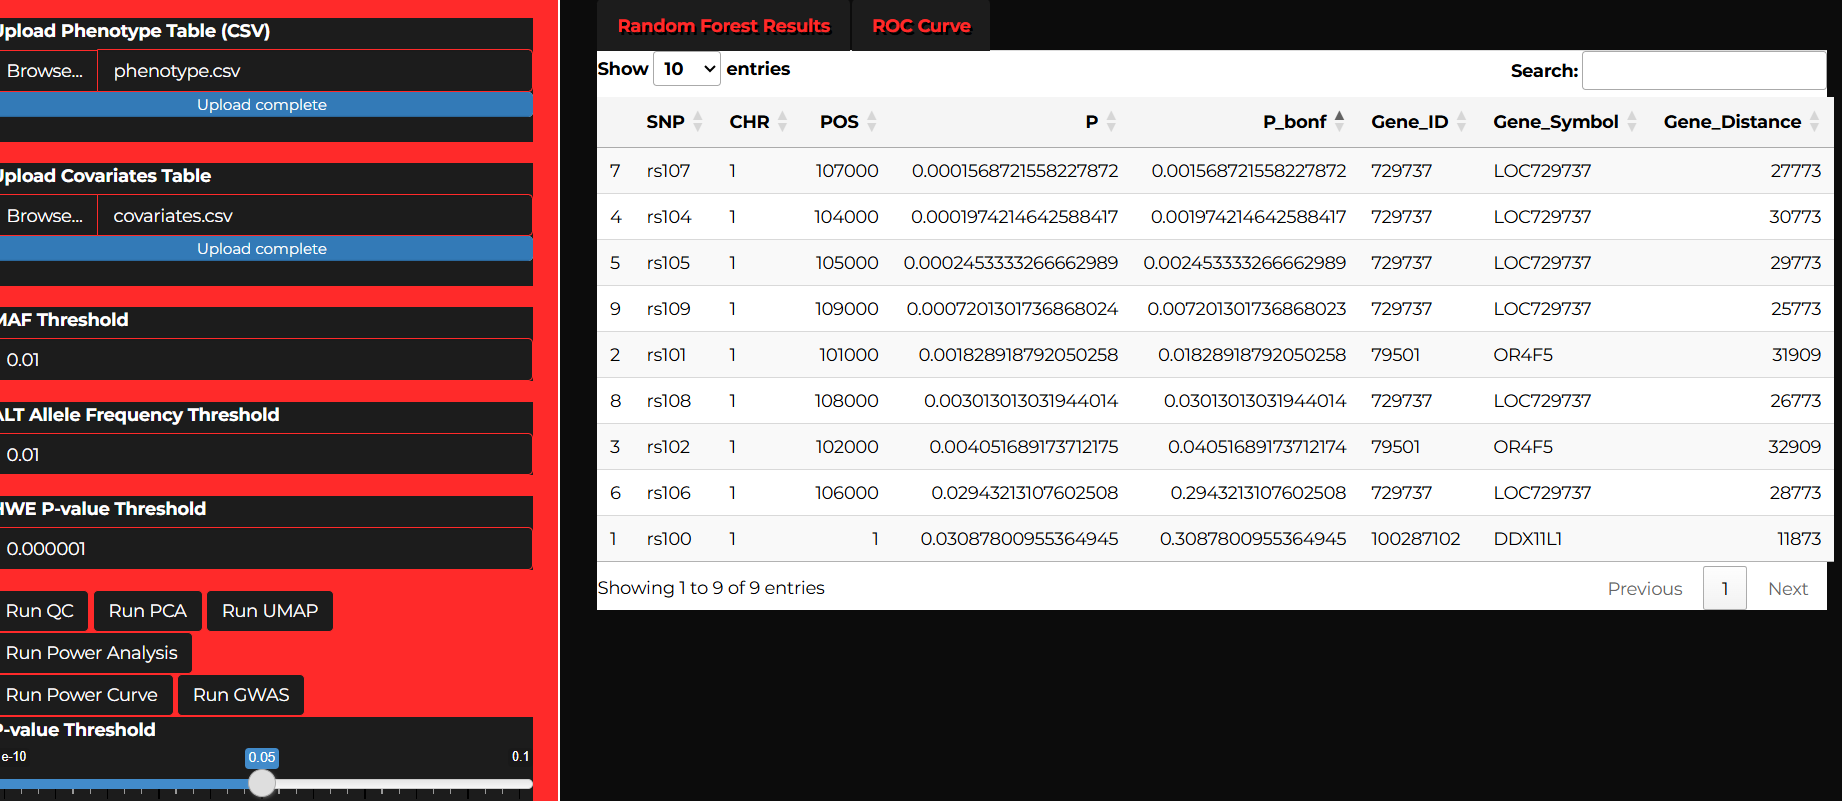 Upload Phenotype Table (CSV)
Browse... phenotype.csv
Upload complete
Upload Covariates Table
Browse... covariates.csv
Upload complete
MAF Threshold
0.01
ALT Allele Frequency Threshold
0.01
HWE P-value Threshold
0.000001
Run QC Run PCA Run UMAP
Run Power Analysis
Run Power Curve Run GWAS
P-value Threshold
e-10 0.05 0.1
Random Forest Results ROC Curve
Show 10 entries Search:
SNP CHR POS P P_bonf Gene_ID Gene_Symbol Gene_Distance
7 rs107 1 107000 0.0001568721558227872 0.001568721558227872 729737 LOC729737 27773
4 rs104 1 104000 0.0001974214642588417 0.001974214642588417 729737 LOC729737 30773
5 rs105 1 105000 0.0002453333266662989 0.002453333266662989 729737 LOC729737 29773
9 rs109 1 109000 0.0007201301736868024 0.007201301736868023 729737 LOC729737 25773
2 rs101 1 101000 0.001828918792050258 0.01828918792050258 79501 OR4F5 31909
8 rs108 1 108000 0.003013013031944014 0.03013013031944014 729737 LOC729737 26773
3 rs102 1 102000 0.004051689173712175 0.04051689173712174 79501 OR4F5 32909
6 rs106 1 106000 0.02943213107602508 0.2943213107602508 729737 LOC729737 28773
1 rs100 1 1 0.03087800955364945 0.3087800955364945 100287102 DDX11L1 11873
Showing 1 to 9 of 9 entries Previous 1 Next